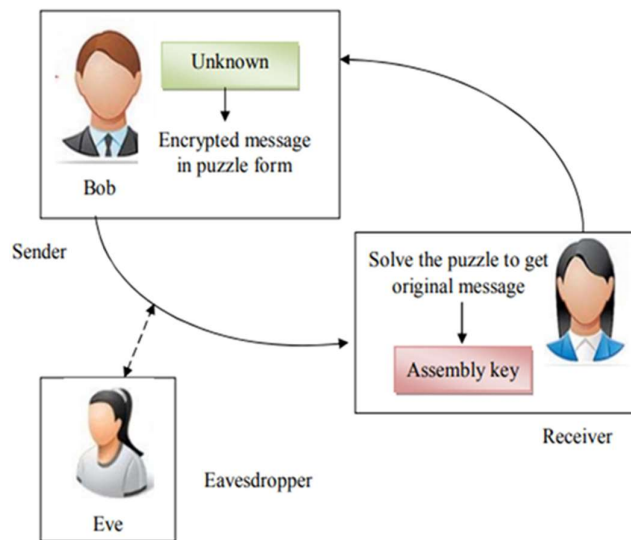 Unknown
Encrypted message
in puzzle form
Bob
Sender
Solve the puzzle to get
original message
Assembly key
Receiver
Eavesdropper
Eve